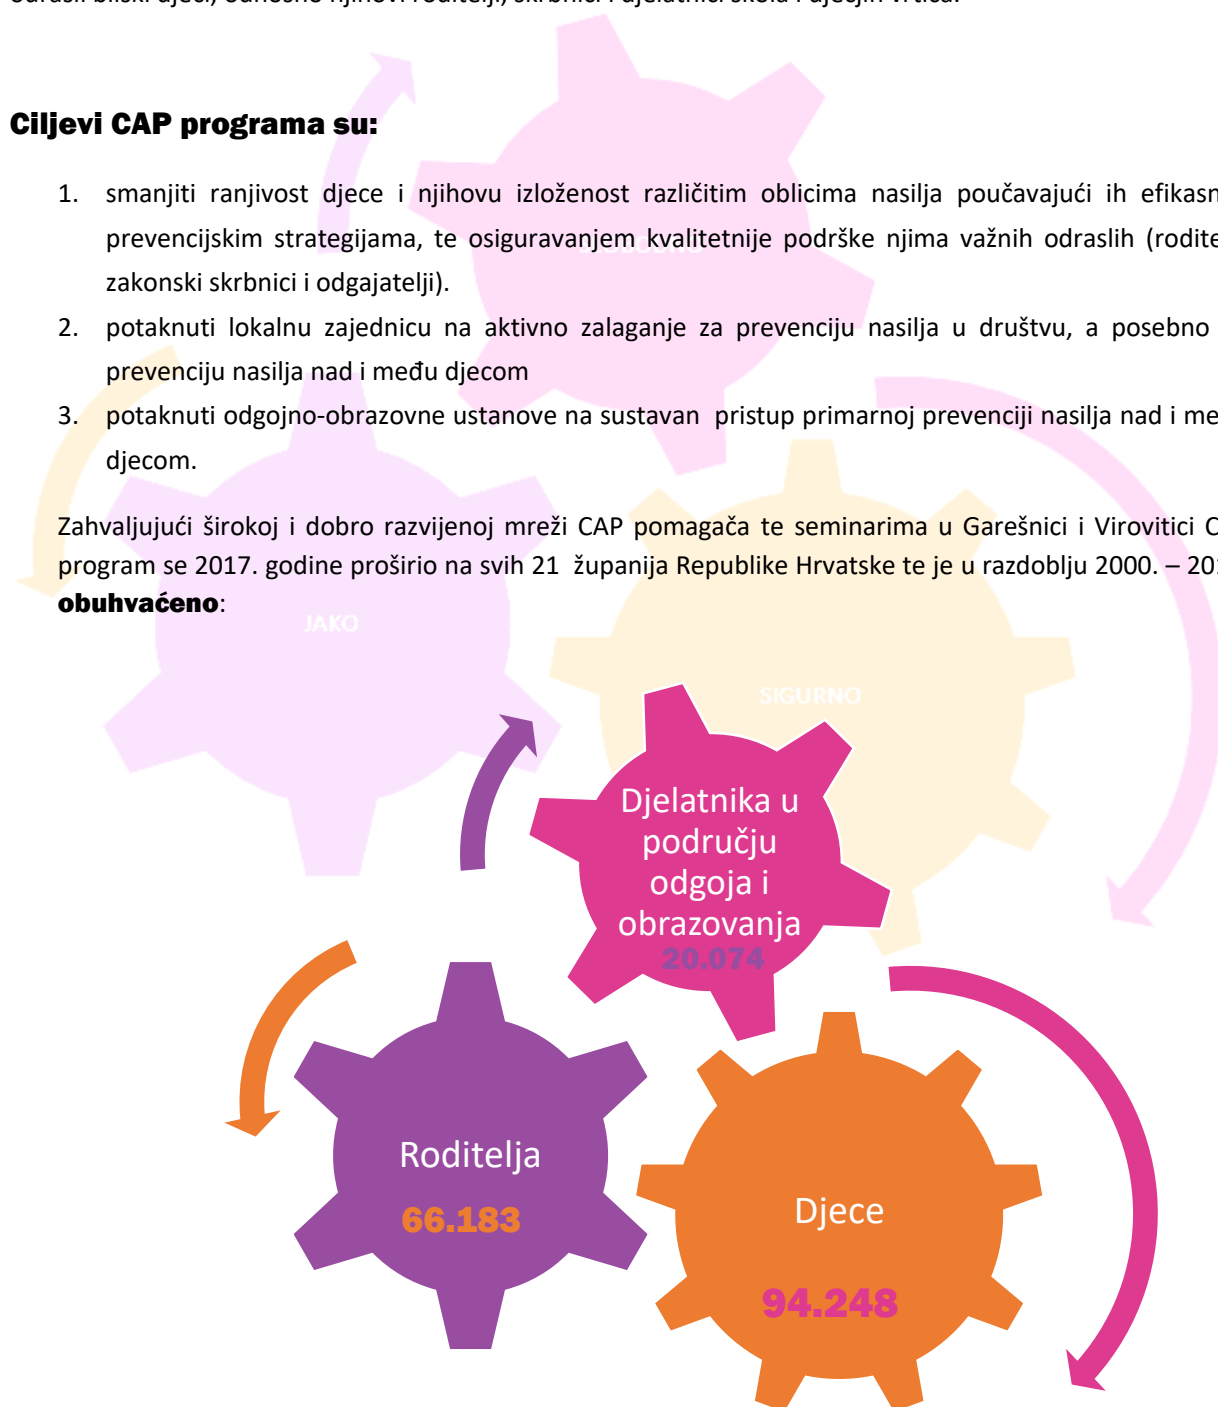 Ciljevi CAP programa su:
1. smanjiti ranjivost djece i njihovu izloženost različitim oblicima nasilja poučavajući ih efikasn
prevencijskim strategijama, te osiguravanjem kvalitetnije podrške njima važnih odraslih (rodite
zakonski skrbnici i odgajatelji).
2. potaknuti lokalnu zajednicu na aktivno zalaganje za prevenciju nasilja u društvu, a posebno
prevenciju nasilja nad i među djecom
3. potaknuti odgojno-obrazovne ustanove na sustavan pristup primarnoj prevenciji nasilja nad i me
djecom.
Zahvaljujući širokoj i dobro razvijenoj mreži CAP pomagača te seminarima u Garešnici i Virovitici C
program se 2017. godine proširio na svih 21 županija Republike Hrvatske te je u razdoblju 2000. – 201
obuhvaćeno:
JAKO
SIGURNO
Djelatnika u
području
odgoja i
obrazovanja
20.074
Roditelja
66.183
Djece
94.248